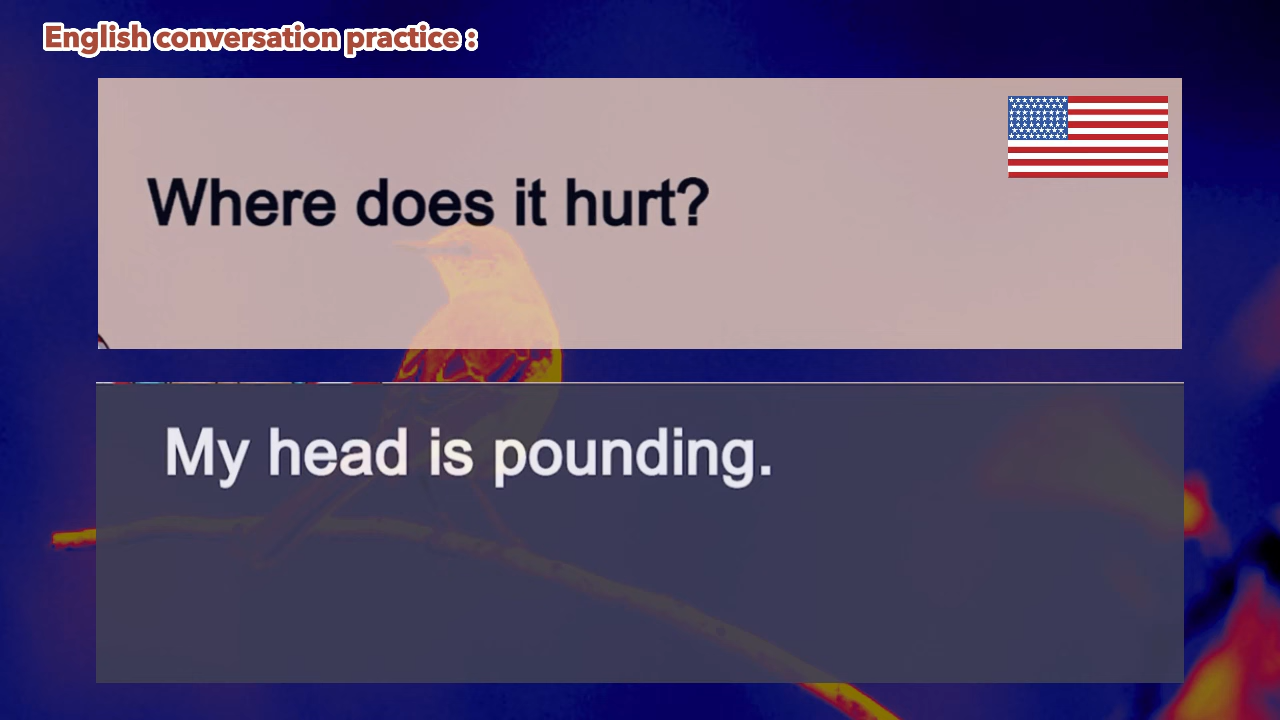 English conversation practice :
Where does it hurt?
My head is pounding.